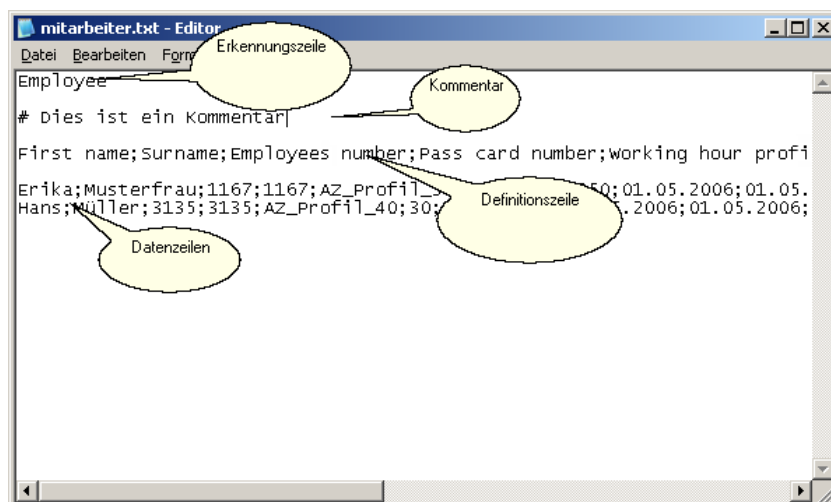 mitarbeiter.txt - Editor
Datei Bearbeiten
Erkennungszeile
Employee
Kommentar
# Dies ist ein Kommentar
First name;Surname;Employees number;Pass card number;Working hour profi
Erika;Musterfrau;1167;1167;AZ_Profil_ ;01.05.2006;01.05.
Definitionszeile
Hans;Müller;3135;3135;AZ_Profil_40;30; .2006;01.05.2006;
Datenzeilen